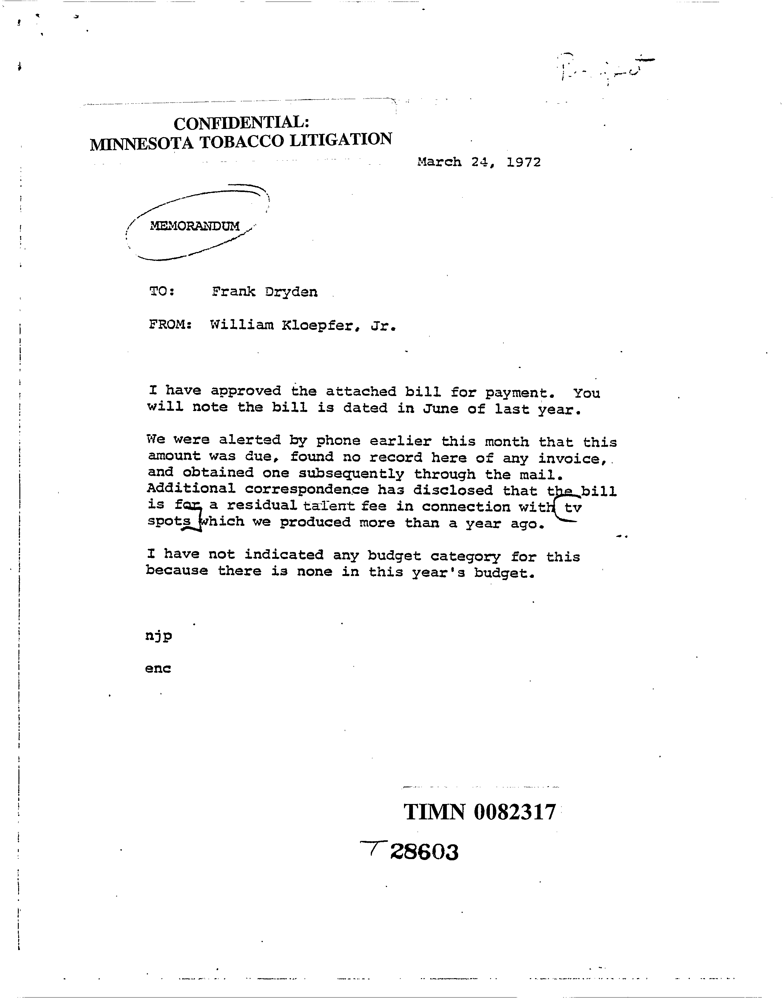 CONFIDENTIAL:
MINNESOTA TOBACCO LITIGATION
March 24, 1972
MEMORANDUM
TO: Frank Dryden
FROM: William Kloepfer, Jr.
I have approved the attached bill for payment. You
will note the bill is dated in June of last year.
We were alerted by phone earlier this month that this
amount was due, found no record here of any invoice,
and obtained one subsequently through the mail.
Additional correspondence has disclosed that the bill
is for a residual talent fee in connection with tv
spots which we produced more than a year ago.
I have not indicated any budget category for this
because there is none in this year's budget.
njp
enc
TIMN 0082317
T 28603